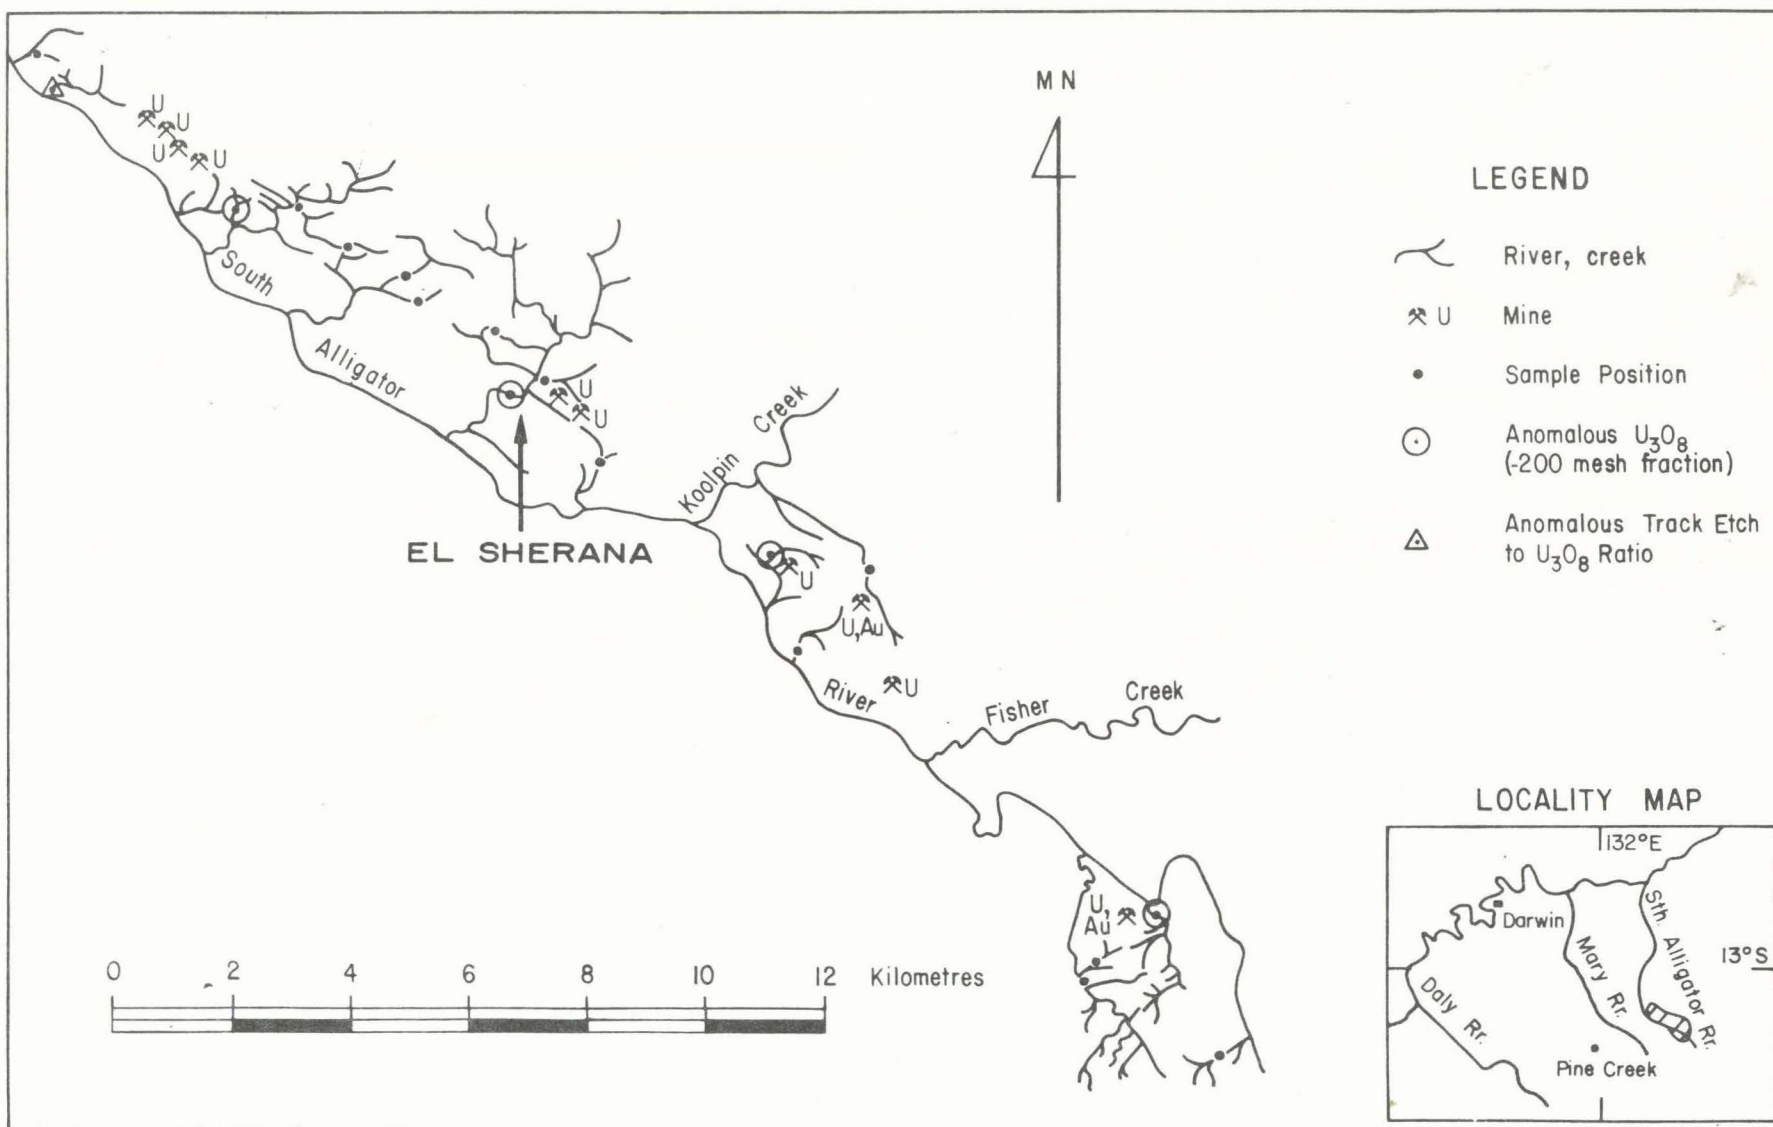 MN
LEGEND
River, creek
U Mine
Sample Position
Anomalous U₃O₈
(-200 mesh fraction)
Anomalous Track Etch
to U₃O₈ Ratio
U
U
U
U
South
Alligator
River
U
U
EL SHERANA
Koolpin Creek
U
U,Au
U
Fisher Creek
U,
Au
0 2 4 6 8 10 12 Kilometres
LOCALITY MAP
132°E
13°S
Darwin
Sth. Alligator Rr.
Mary Rr.
Daly Rr.
Pine Creek